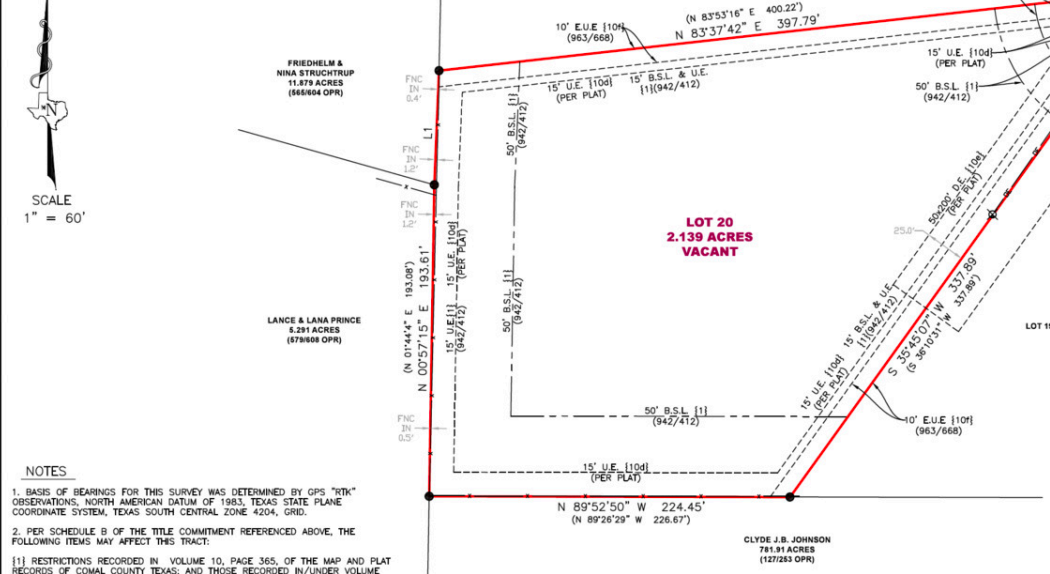 (N 83°53'16" E 400.22')
N 83°37'42" E 397.79'
10' E.U.E {10f}
(963/668)
15' U.E. {10d}
(PER PLAT)
50' B.S.L. {1}
(942/412)
FRIEDHELM &
NINA STRUCHTRUP
11.879 ACRES
(565/604 OPR)
FNC
IN
0.4'
15' U.E. {10d}
(PER PLAT)
15' B.S.L. & U.E.
{1}(942/412)
50' B.S.L. {1}
(942/412)
L1
FNC
IN
1.2'
N
SCALE
1" = 60'
FNC
IN
1.2'
50x200' D.E. {10e}
(PER PLAT)
25.0'
LOT 20
2.139 ACRES
VACANT
15' U.E. {10d}
(PER PLAT)
15' U.E{1}
(942/412)
50' B.S.L. {1}
(942/412)
(N 01°44'4" E 193.08')
N 00°57'15" E 193.61'
LANCE & LANA PRINCE
5.291 ACRES
(579/608 OPR)
15' B.S.L. & U.E.
{1}(942/412)
S 35°45'07" W 337.89'
(S 36°10'31" W 337.89')
LOT
15' U.E. {10d}
(PER PLAT)
50' B.S.L {1}
(942/412)
10' E.U.E {10f}
(963/668)
FNC
IN
0.5'
15' U.E. {10d}
(PER PLAT)
N 89°52'50" W 224.45'
(N 89°26'29" W 226.67')
CLYDE J.B. JOHNSON
781.91 ACRES
(127/253 OPR)
NOTES
1. BASIS OF BEARINGS FOR THIS SURVEY WAS DETERMINED BY GPS "RTK"
OBSERVATIONS, NORTH AMERICAN DATUM OF 1983, TEXAS STATE PLANE
COORDINATE SYSTEM, TEXAS SOUTH CENTRAL ZONE 4204, GRID.
2. PER SCHEDULE B OF THE TITLE COMMITMENT REFERENCED ABOVE, THE
FOLLOWING ITEMS MAY AFFECT THIS TRACT:
{1} RESTRICTIONS RECORDED IN VOLUME 10, PAGE 365, OF THE MAP AND PLAT
RECORDS OF COMAL COUNTY TEXAS; AND THOSE RECORDED IN/UNDER VOLUME